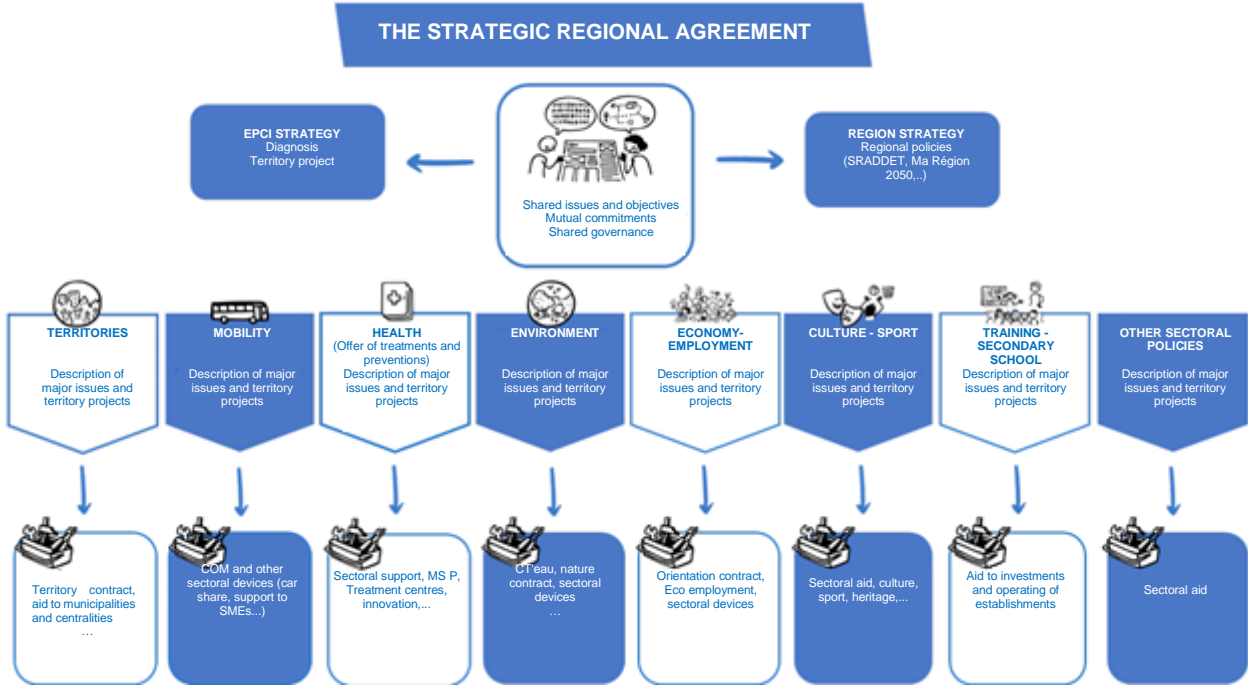 THE STRATEGIC REGIONAL AGREEMENT
EPCI STRATEGY
Diagnosis
Territory project
Shared issues and objectives
Mutual commitments
Shared governance
REGION STRATEGY
Regional policies
(SRADDET, Ma Région
2050,..)
TERRITORIES
Description of
major issues and
territory projects
MOBILITY
Description of major
issues and territory
projects
HEALTH
(Offer of treatments and
preventions)
Description of major
issues and territory
projects
ENVIRONMENT
Description of major
issues and territory
projects
ECONOMY-
EMPLOYMENT
Description of major
issues and territory
projects
CULTURE - SPORT
Description of major
issues and territory
projects
TRAINING -
SECONDARY
SCHOOL
Description of major
issues and territory
projects
OTHER SECTORAL
POLICIES
Description of major
issues and territory
projects
Territory contract,
aid to municipalities
and centralities
…
COM and other
sectoral devices (car
share, support to
SMEs...)
Sectoral support, MS P,
Treatment centres,
innovation,...
CT'eau, nature
contract, sectoral
devices
…
Orientation contract,
Eco employment,
sectoral devices
Sectoral aid, culture,
sport, heritage,...
Aid to investments
and operating of
establishments
Sectoral aid